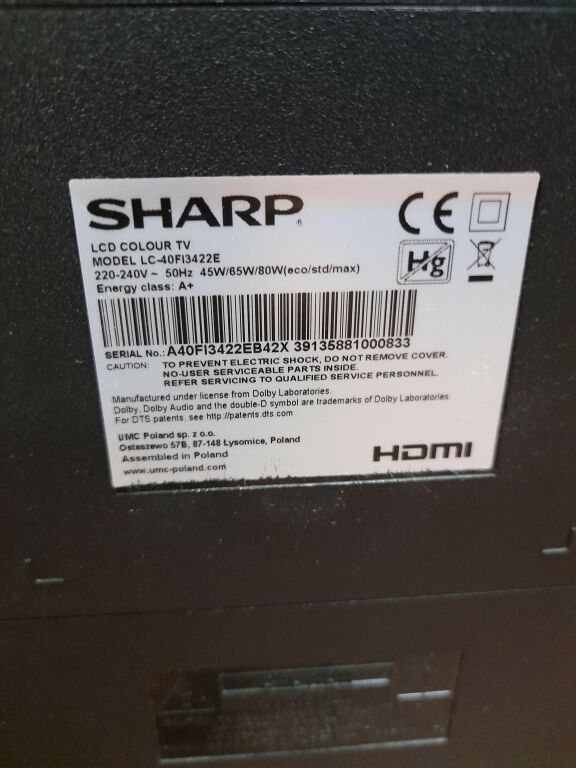 SHARP
LCD COLOUR TV
MODEL LC-40FI3422E
220-240V ~ 50Hz 45W/65W/80W(eco/std/max)
Energy class: A+
CE
Hg
SERIAL No.: A40FI3422EB42X 39135881000833
CAUTION: TO PREVENT ELECTRIC SHOCK, DO NOT REMOVE COVER.
NO-USER SERVICEABLE PARTS INSIDE.
REFER SERVICING TO QUALIFIED SERVICE PERSONNEL.
Manufactured under license from Dolby Laboratories.
Dolby, Dolby Audio and the double-D symbol are trademarks of Dolby Laboratories.
For DTS patents, see http://patents.dts.com
UMC Poland sp. z o.o.
Ostaszewo 57B, 87-148 Łysomice, Poland
Assembled in Poland
www.umc-poland.com
HDMI